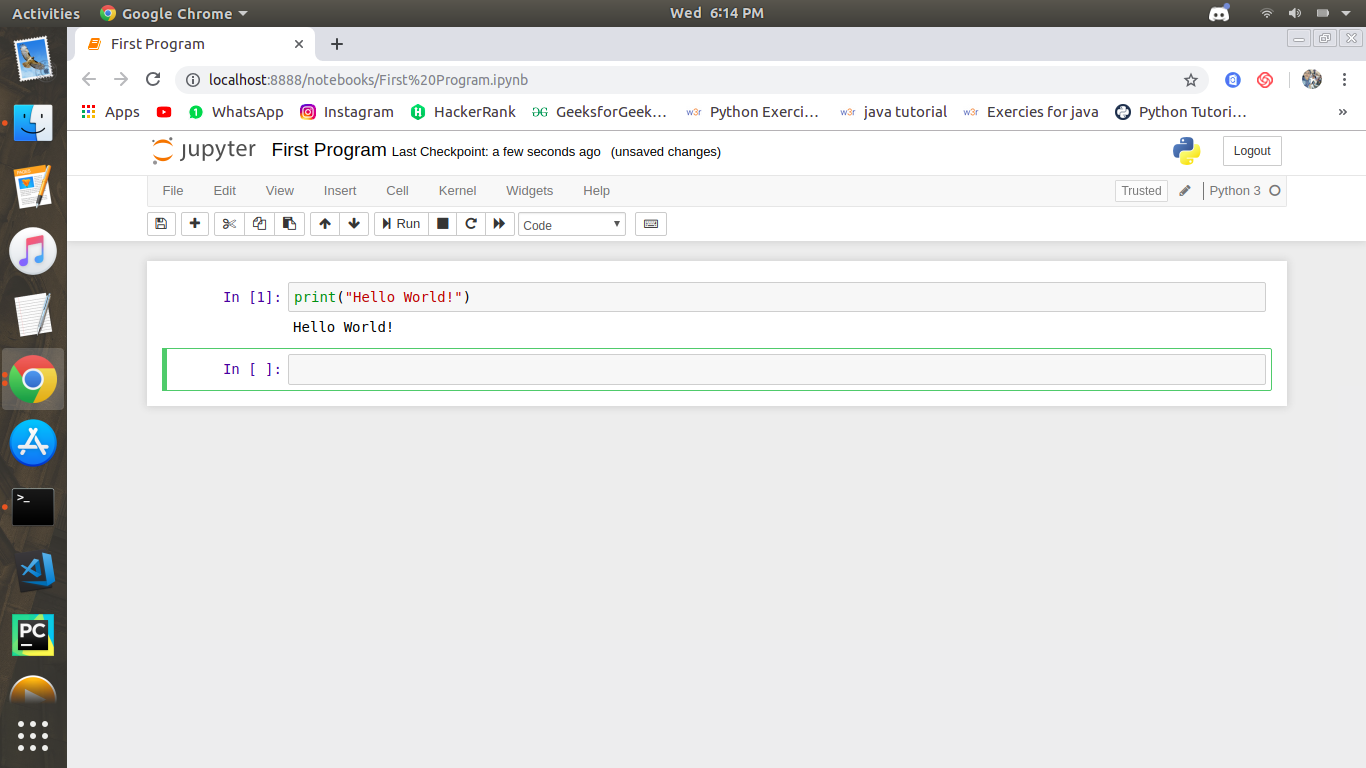 Activities Google Chrome Wed 6:14 PM
First Program
localhost:8888/notebooks/First%20Program.ipynb
Apps WhatsApp Instagram HackerRank GeeksforGeek… w3r Python Exerci… w3r java tutorial w3r Exercies for java Python Tutori… »
jupyter First Program Last Checkpoint: a few seconds ago (unsaved changes) Logout
File Edit View Insert Cell Kernel Widgets Help Trusted Python 3
Run Code
In [1]: print("Hello World!")
Hello World!
In [ ]:
>_
PC